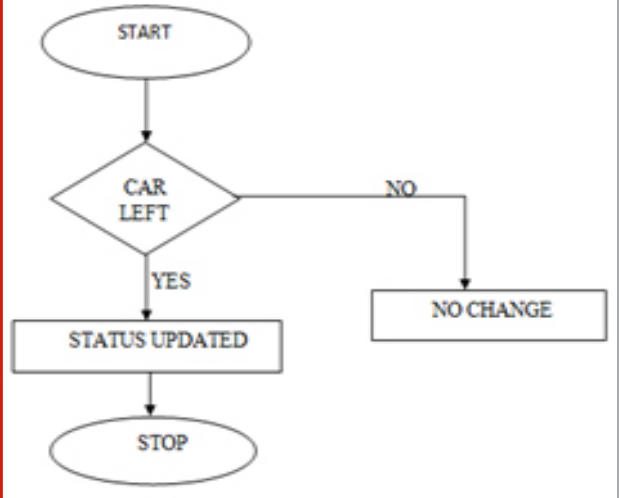 START
CAR
LEFT
NO
YES
NO CHANGE
STATUS UPDATED
STOP